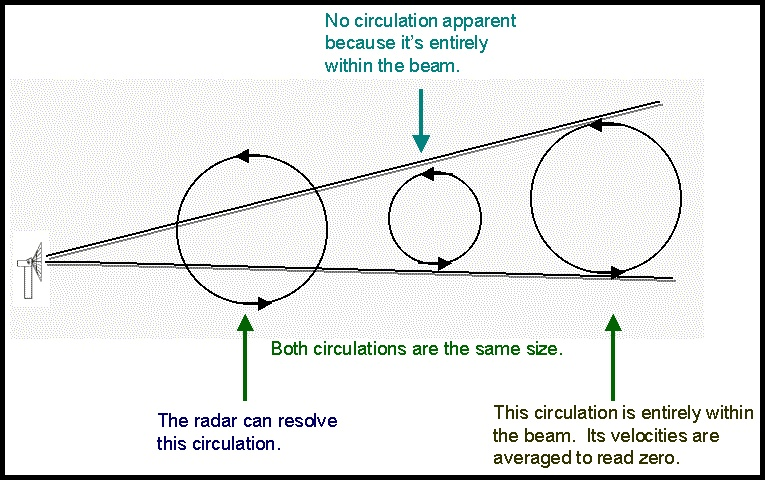 No circulation apparent
because it's entirely
within the beam.
Both circulations are the same size.
The radar can resolve
this circulation.
This circulation is entirely within
the beam.  Its velocities are
averaged to read zero.